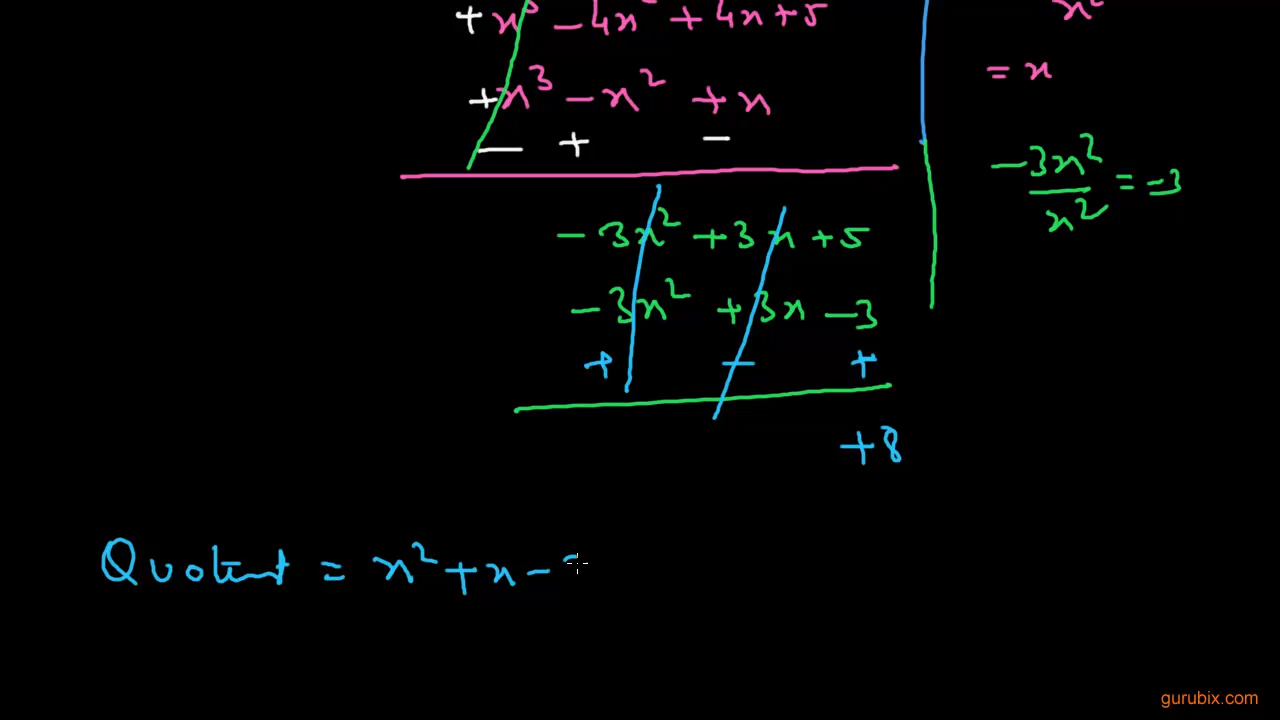 +x³ - 4x² + 4x + 5
x²
= x
+x³ - x² + x
- + -
-3x²/x² = -3
-3x² + 3x + 5
-3x² + 3x - 3
+ - +
+8
Quotient = x² + x -
gurubix.com